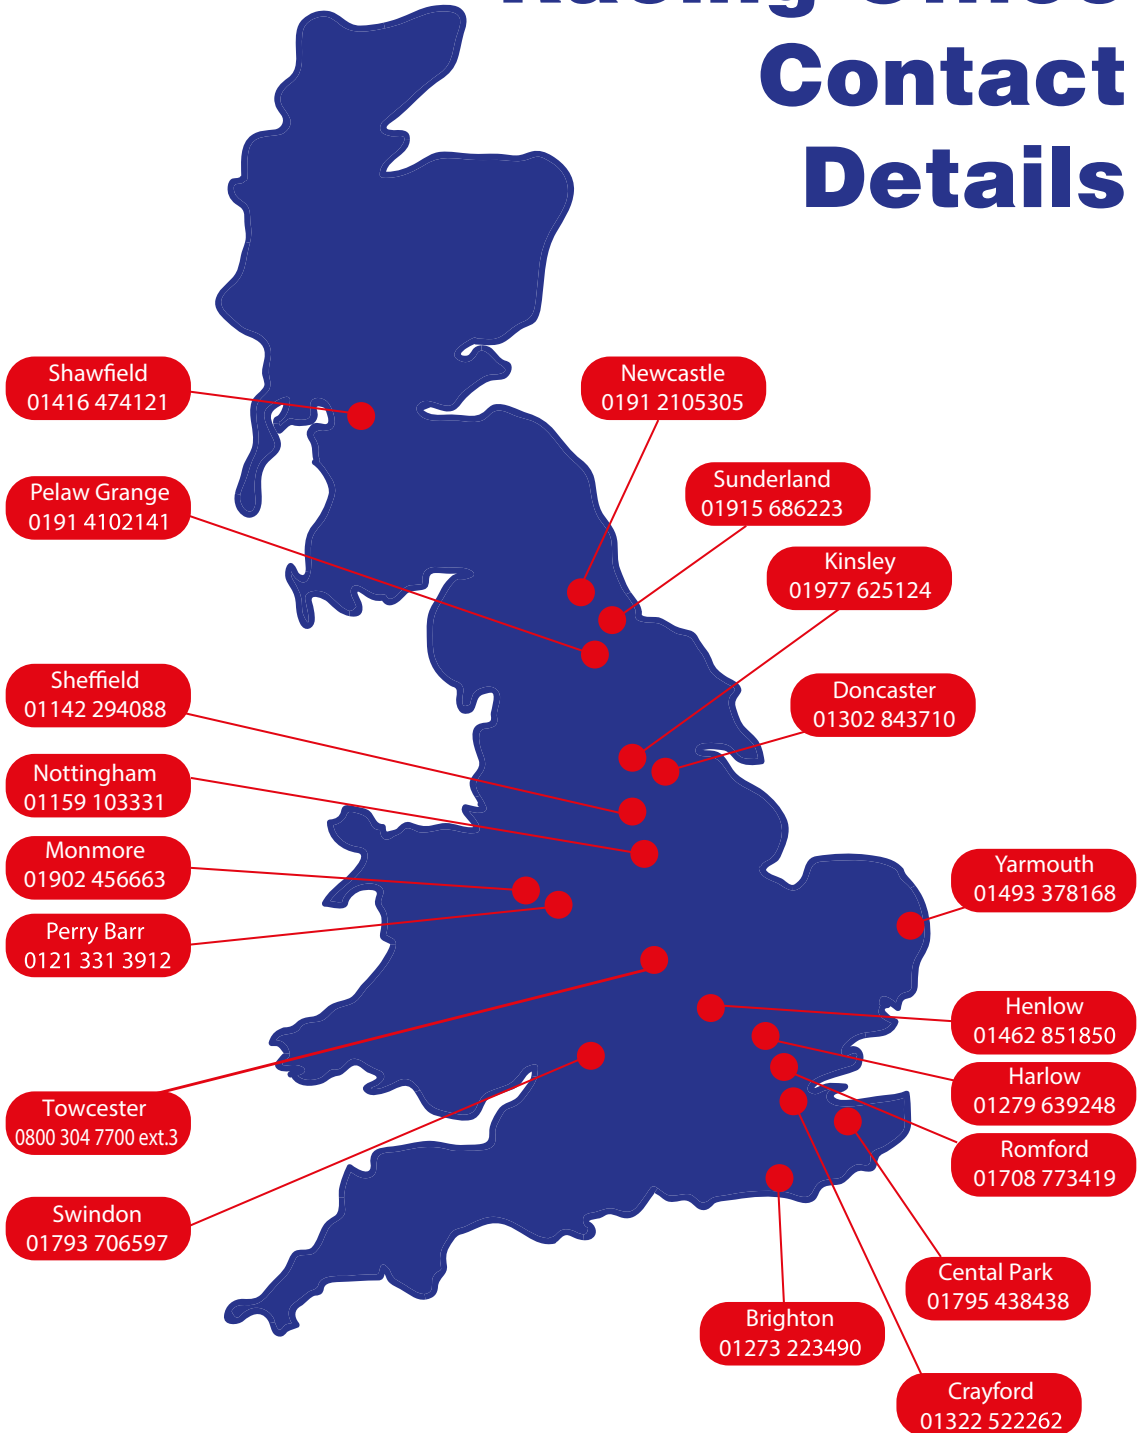 Racing Office
Contact
Details
Shawfield
01416 474121
Newcastle
0191 2105305
Pelaw Grange
0191 4102141
Sunderland
01915 686223
Kinsley
01977 625124
Sheffield
01142 294088
Doncaster
01302 843710
Nottingham
01159 103331
Monmore
01902 456663
Yarmouth
01493 378168
Perry Barr
0121 331 3912
Henlow
01462 851850
Harlow
01279 639248
Towcester
0800 304 7700 ext.3
Romford
01708 773419
Swindon
01793 706597
Cental Park
01795 438438
Brighton
01273 223490
Crayford
01322 522262